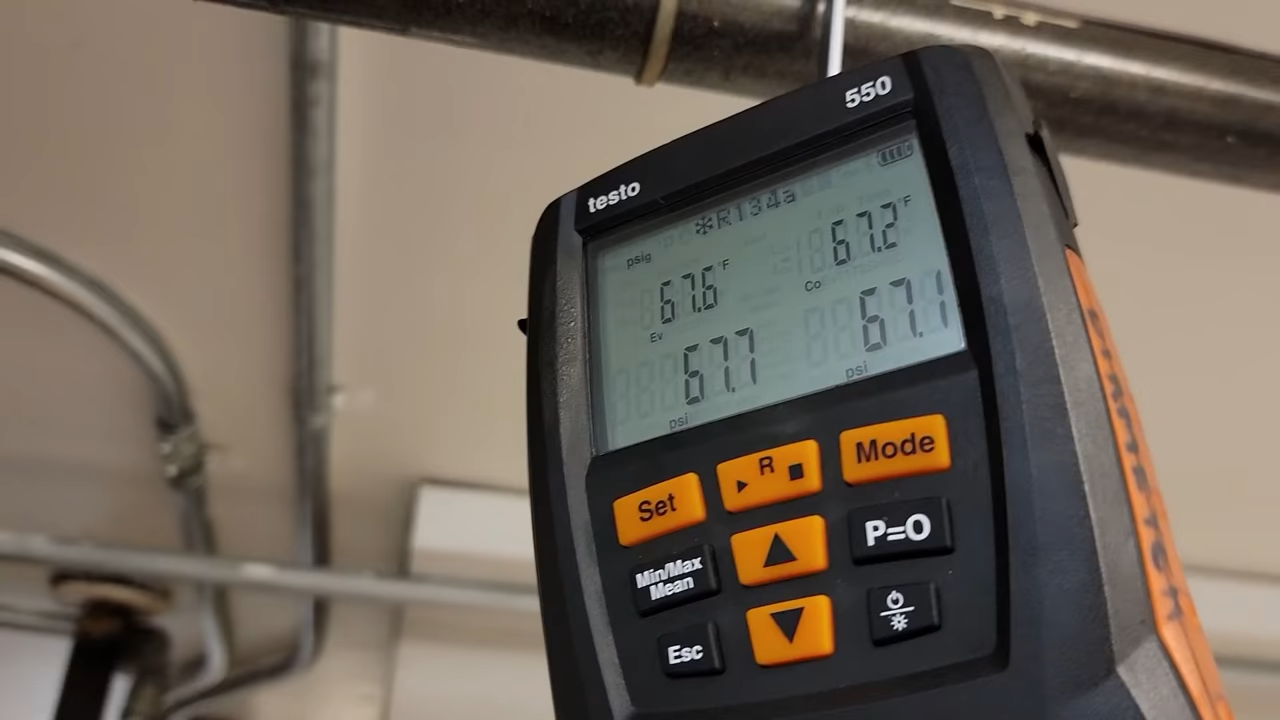 550
testo
R134a
psig
67.6 °F
67.2 °F
Ev
Co
67.7
67.1
psi
psi
Set
R
Mode
Min/Max
Mean
P=O
Esc